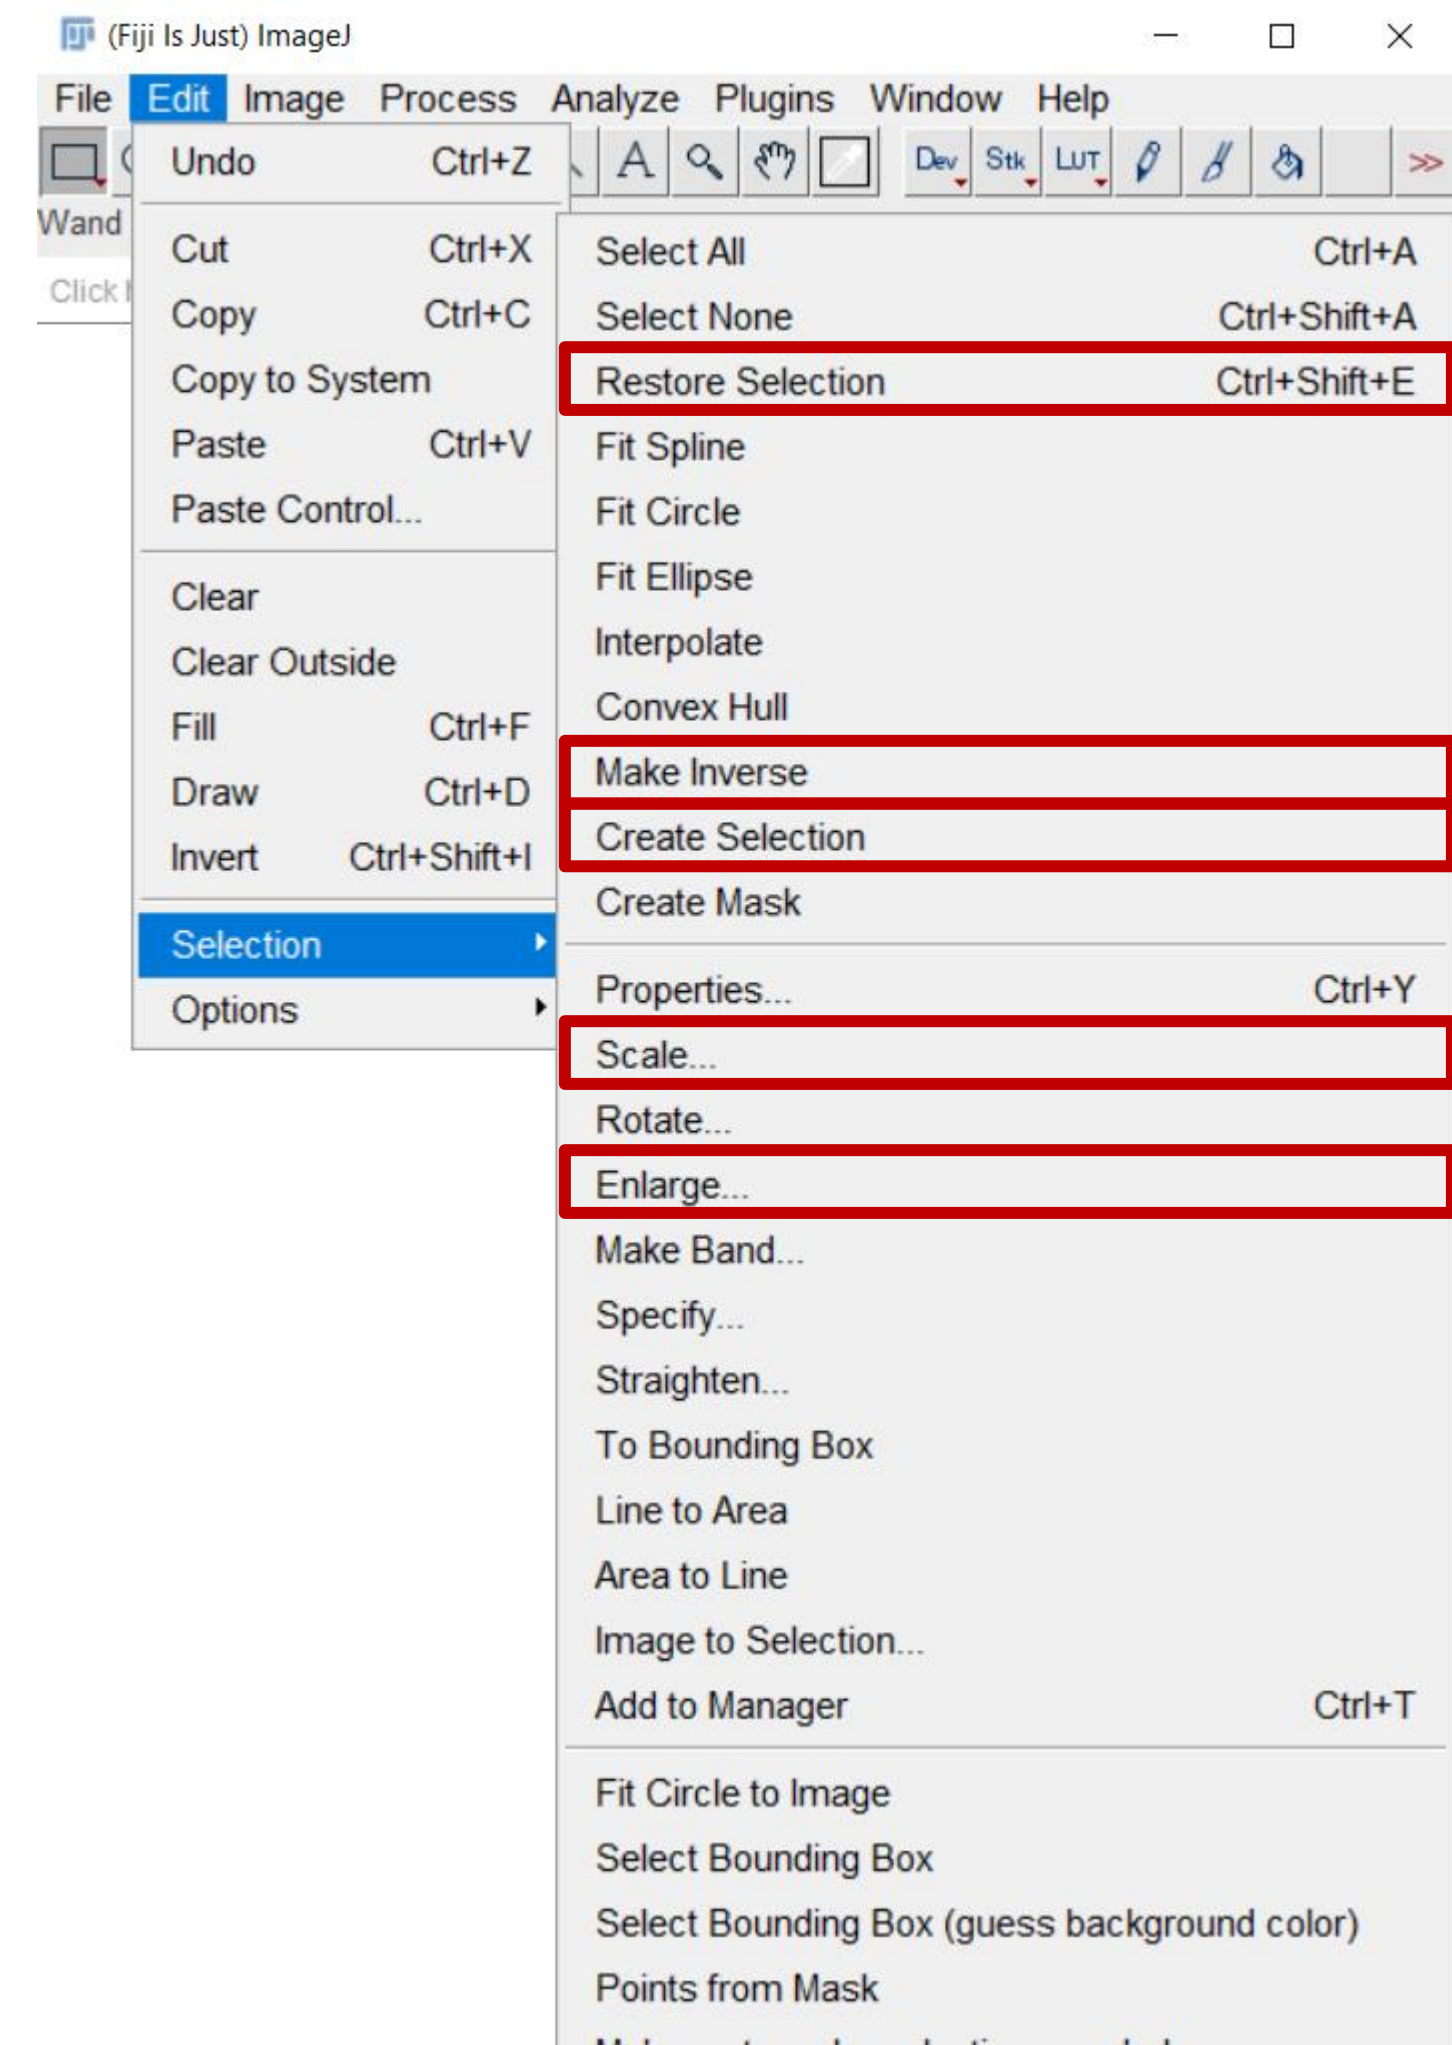 (Fiji Is Just) ImageJ
File Edit Image Process Analyze Plugins Window Help
A Dev Stk LUT >>
Wand
Click
Undo Ctrl+Z
Cut Ctrl+X
Copy Ctrl+C
Copy to System
Paste Ctrl+V
Paste Control...
Clear
Clear Outside
Fill Ctrl+F
Draw Ctrl+D
Invert Ctrl+Shift+I
Selection
Options
Select All Ctrl+A
Select None Ctrl+Shift+A
Restore Selection Ctrl+Shift+E
Fit Spline
Fit Circle
Fit Ellipse
Interpolate
Convex Hull
Make Inverse
Create Selection
Create Mask
Properties... Ctrl+Y
Scale...
Rotate...
Enlarge...
Make Band...
Specify...
Straighten...
To Bounding Box
Line to Area
Area to Line
Image to Selection...
Add to Manager Ctrl+T
Fit Circle to Image
Select Bounding Box
Select Bounding Box (guess background color)
Points from Mask